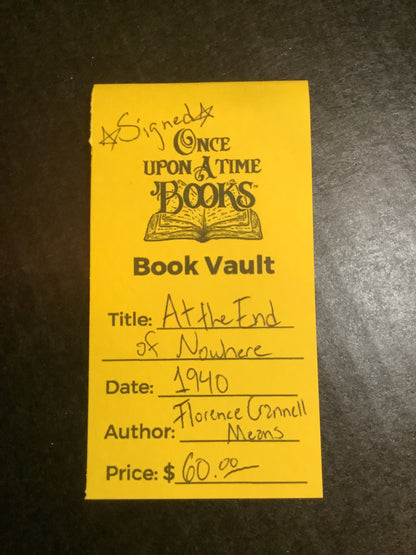 ☆Signed☆
ONCE
UPON A TIME
BOOKS™
Book Vault
Title: At the End
of Nowhere
Date: 1940
Author: Florence Crannell
Means
Price: $ 60.00